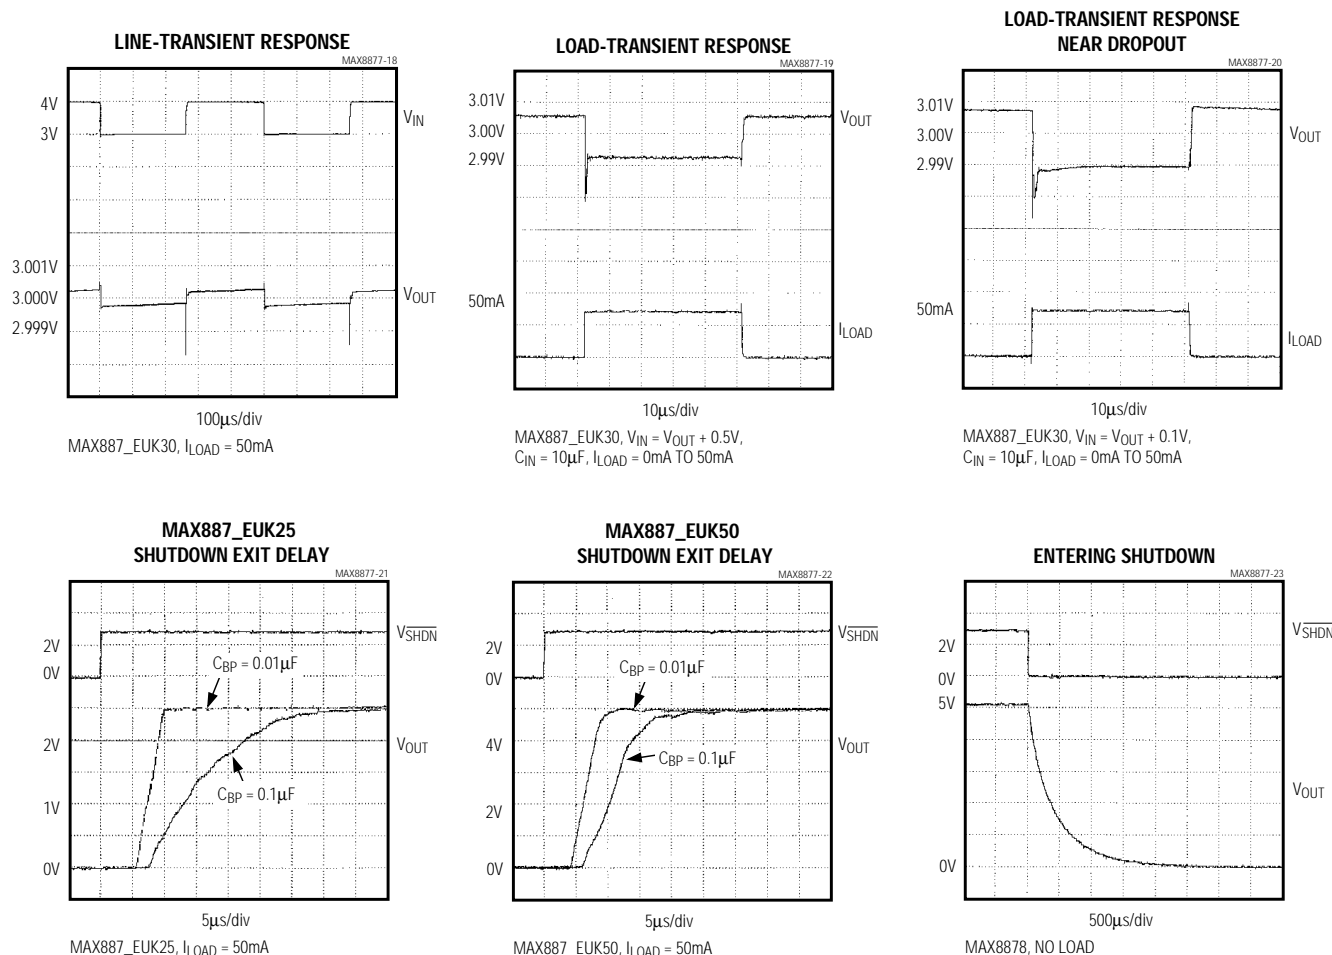 LINE-TRANSIENT RESPONSE
MAX8877-18
4V
3V
VIN
3.001V
3.000V
2.999V
VOUT
100µs/div
MAX887_EUK30, ILOAD = 50mA
LOAD-TRANSIENT RESPONSE
MAX8877-19
3.01V
3.00V
2.99V
VOUT
50mA
ILOAD
10µs/div
MAX887_EUK30, VIN = VOUT + 0.5V,
CIN = 10µF, ILOAD = 0mA TO 50mA
LOAD-TRANSIENT RESPONSE
NEAR DROPOUT
MAX8877-20
3.01V
3.00V
2.99V
VOUT
50mA
ILOAD
10µs/div
MAX887_EUK30, VIN = VOUT + 0.1V,
CIN = 10µF, ILOAD = 0mA TO 50mA
MAX887_EUK25
SHUTDOWN EXIT DELAY
MAX8877-21
2V
0V
VSHDN
CBP = 0.01µF
2V
VOUT
CBP = 0.1µF
1V
0V
5µs/div
MAX887_EUK25, ILOAD = 50mA
MAX887_EUK50
SHUTDOWN EXIT DELAY
MAX8877-22
2V
0V
VSHDN
CBP = 0.01µF
4V
VOUT
CBP = 0.1µF
2V
0V
5µs/div
MAX887_EUK50, ILOAD = 50mA
ENTERING SHUTDOWN
MAX8877-23
2V
0V
VSHDN
5V
VOUT
0V
500µs/div
MAX8878, NO LOAD